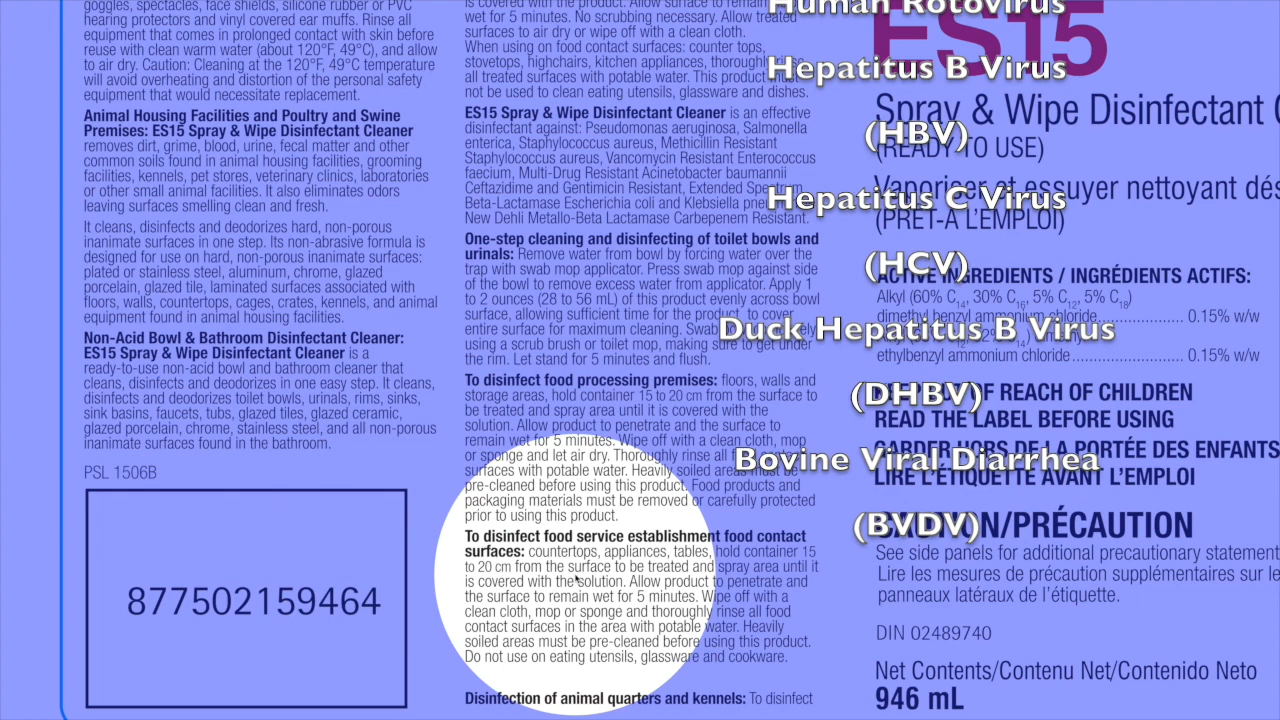 goggles, spectacles, face shields, silicone rubber or PVC
hearing protectors and vinyl covered ear muffs. Rinse all
equipment that comes in prolonged contact with skin before
reuse with clean warm water (about 120°F, 49°C), and allow
to air dry. Caution: Cleaning at the 120°F, 49°C temperature
will avoid overheating and distortion of the personal safety
equipment that would necessitate replacement.
Animal Housing Facilities and Poultry and Swine
Premises: ES15 Spray & Wipe Disinfectant Cleaner
removes dirt, grime, blood, urine, fecal matter and other
common soils found in animal housing facilities, grooming
facilities, kennels, pet stores, veterinary clinics, laboratories
or other small animal facilities. It also eliminates odors
leaving surfaces smelling clean and fresh.
It cleans, disinfects and deodorizes hard, non-porous
inanimate surfaces in one step. Its non-abrasive formula is
designed for use on hard, non-porous inanimate surfaces:
plated or stainless steel, aluminum, chrome, glazed
porcelain, glazed tile, laminated surfaces associated with
floors, walls, countertops, cages, crates, kennels, and animal
equipment found in animal housing facilities.
Non-Acid Bowl & Bathroom Disinfectant Cleaner:
ES15 Spray & Wipe Disinfectant Cleaner is a
ready-to-use non-acid bowl and bathroom cleaner that
cleans, disinfects and deodorizes in one easy step. It cleans,
disinfects and deodorizes toilet bowls, urinals, rims, sinks,
sink basins, faucets, tubs, glazed tiles, glazed ceramic,
glazed porcelain, chrome, stainless steel, and all non-porous
inanimate surfaces found in the bathroom.
PSL 1506B
877502159464
is covered with the product. Allow surface to remain
wet for 5 minutes. No scrubbing necessary. Allow treated
surfaces to air dry or wipe off with a clean cloth.
When using on food contact surfaces: counter tops,
stovetops, highchairs, kitchen appliances, thoroughly
all treated surfaces with potable water. This product must
not be used to clean eating utensils, glassware and dishes.
ES15 Spray & Wipe Disinfectant Cleaner is an effective
disinfectant against: Pseudomonas aeruginosa, Salmonella
enterica, Staphylococcus aureus, Methicillin Resistant
Staphylococcus aureus, Vancomycin Resistant Enterococcus
faecium, Multi-Drug Resistant Acinetobacter baumannii
Ceftazidime and Gentimicin Resistant, Extended Spectrum
Beta-Lactamase Escherichia coli and Klebsiella
New Dehli Metallo-Beta Lactamase Carbepenem Resistant.
One-step cleaning and disinfecting of toilet bowls and
urinals: Remove water from bowl by forcing water over the
trap with swab mop applicator. Press swab mop against side
of the bowl to remove excess water from applicator. Apply 1
to 2 ounces (28 to 56 mL) of this product evenly across bowl
surface, allowing sufficient time for the product, to cover
entire surface for maximum cleaning. Swab
using a scrub brush or toilet mop, making sure to get under
the rim. Let stand for 5 minutes and flush.
To disinfect food processing premises: floors, walls and
storage areas, hold container 15 to 20 cm from the surface to
be treated and spray area until it is covered with the
solution. Allow product to penetrate and the surface to
remain wet for 5 minutes. Wipe off with a clean cloth, mop
or sponge and let air dry. Thoroughly rinse all
surfaces with potable water. Heavily soiled areas must be
pre-cleaned before using this product. Food products and
packaging materials must be removed or carefully protected
prior to using this product.
To disinfect food service establishment food contact
surfaces: countertops, appliances, tables, hold container 15
to 20 cm from the surface to be treated and spray area until it
is covered with the solution. Allow product to penetrate and
the surface to remain wet for 5 minutes. Wipe off with a
clean cloth, mop or sponge and thoroughly rinse all food
contact surfaces in the area with potable water. Heavily
soiled areas must be pre-cleaned before using this product.
Do not use on eating utensils, glassware and cookware.
Disinfection of animal quarters and kennels: To disinfect
Human Rotovirus
Hepatitus B Virus
(HBV)
Hepatitus C Virus
(HCV)
Duck Hepatitus B Virus
(DHBV)
Bovine Viral Diarrhea
(BVDV)
ES15
Spray & Wipe Disinfectant
(READY TO USE)
Vaporiser et essuyer nettoyant
(PRÊT-À L'EMPLOI)
ACTIVE INGREDIENTS / INGRÉDIENTS ACTIFS:
Alkyl (60% C14, 30% C16, 5% C12, 5% C18)
dimethyl benzyl ammonium chloride...................... 0.15% w/w
ethylbenzyl ammonium chloride........................... 0.15% w/w
KEEP OUT OF REACH OF CHILDREN
READ THE LABEL BEFORE USING
GARDER HORS DE LA PORTÉE DES ENFANTS
LIRE L'ÉTIQUETTE AVANT L'EMPLOI
CAUTION/PRÉCAUTION
See side panels for additional precautionary
Lire les mesures de précaution supplémentaires sur
panneaux latéraux de l'étiquette.
DIN 02489740
Net Contents/Contenu Net/Contenido Neto
946 mL